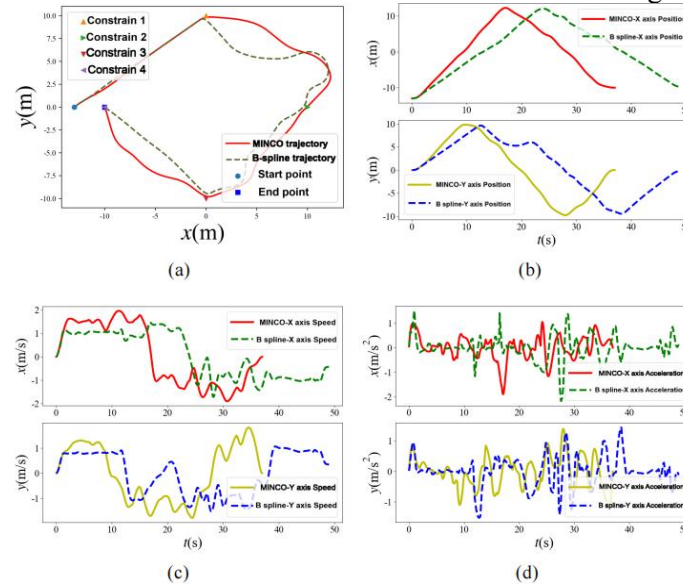 10.0
7.5
5.0
2.5
0.0
-2.5
-5.0
-7.5
-10.0
y(m)
Constrain 1
Constrain 2
Constrain 3
Constrain 4
MINCO trajectory
B-spline trajectory
Start point
End point
-10
-5
0
5
10
x(m)
(a)
10
0
-10
x(m)
MINCO-X axis Position
B spline-X axis Position
10
5
0
-5
-10
y(m)
MINCO-Y axis Position
B spline-Y axis Position
0
10
20
30
40
50
t(s)
(b)
2
1
0
-1
-2
x(m/s)
MINCO-X axis Speed
B spline-X axis Speed
0
10
20
30
40
50
1
0
-1
y(m/s)
MINCO-Y axis Speed
B spline-Y axis Speed
0
10
20
30
40
50
t(s)
(c)
1
0
-1
-2
x(m/s²)
MINCO-X axis Acceleration
B spline-X axis Acceleration
0
10
20
30
40
50
1
0
-1
y(m/s²)
MINCO-Y axis Acceleration
B spline-Y axis Acceleration
0
10
20
30
40
50
t(s)
(d)